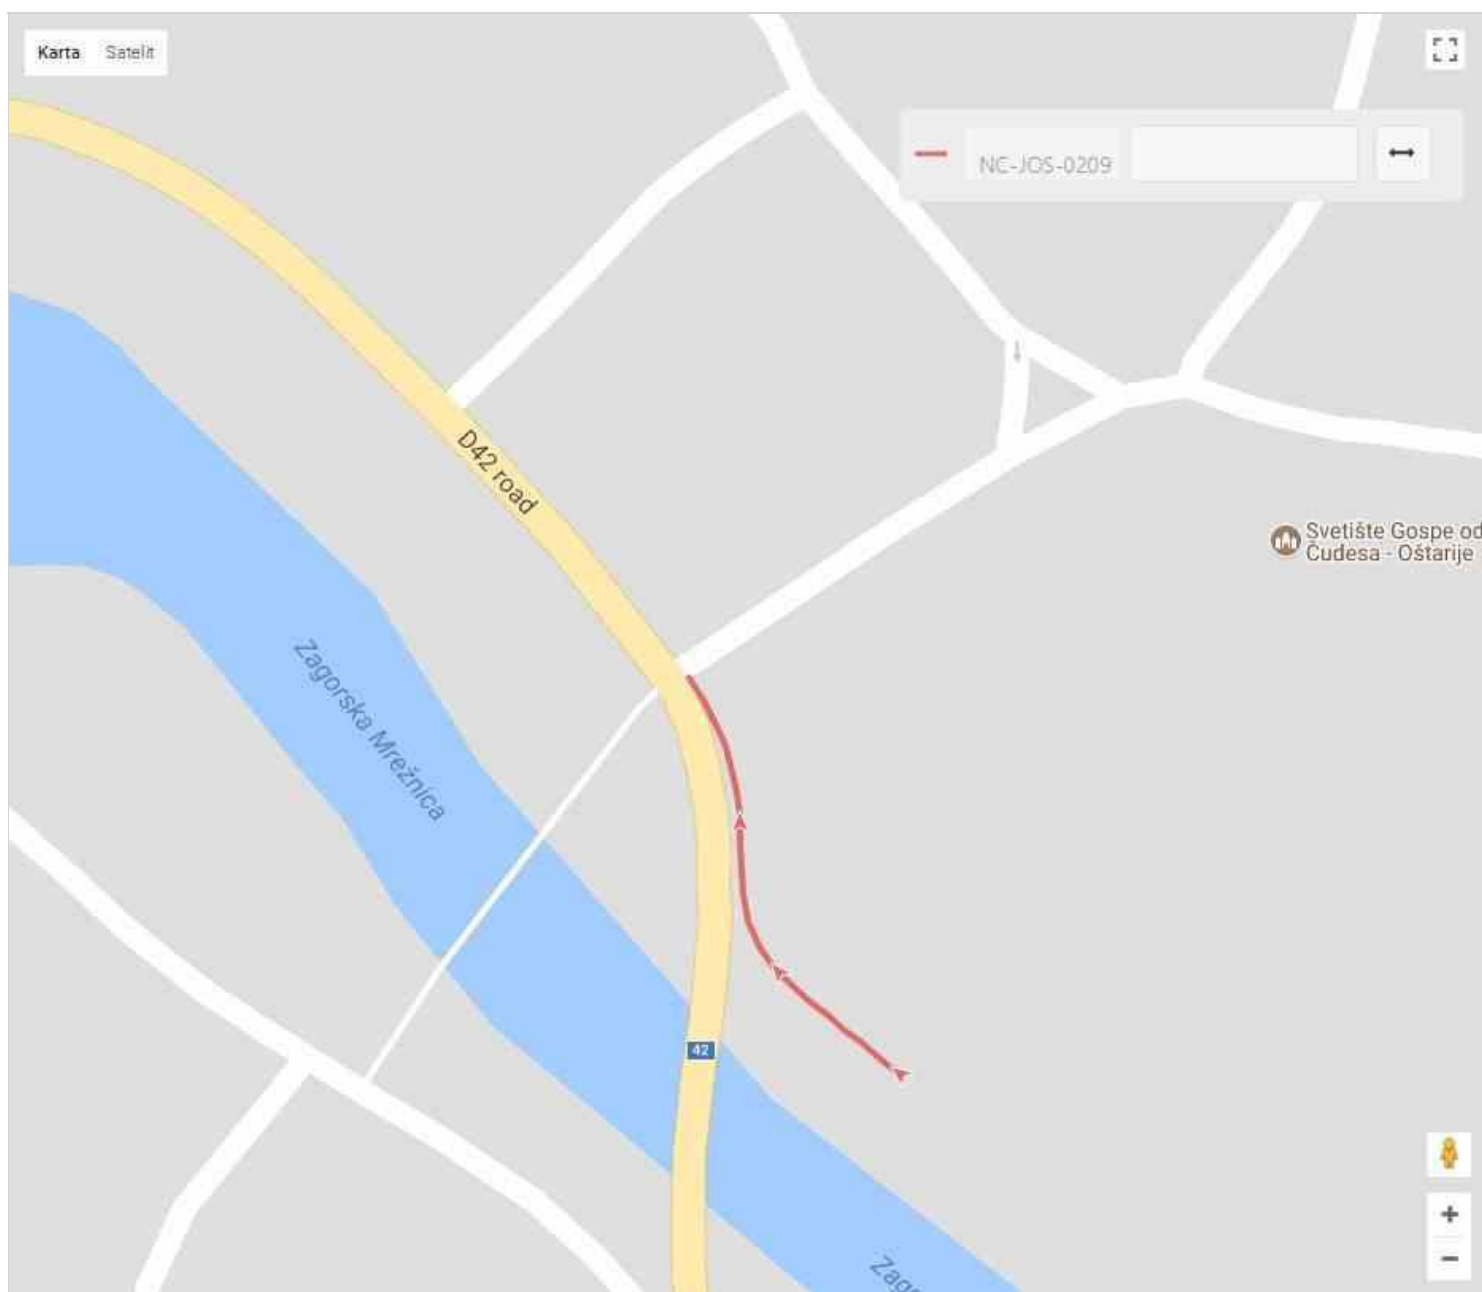 Karta Satelit
NC-JOS-0209
D42 road
Svetište Gospe od
Čudesa - Oštarije
Zagorska Mrežnica
42